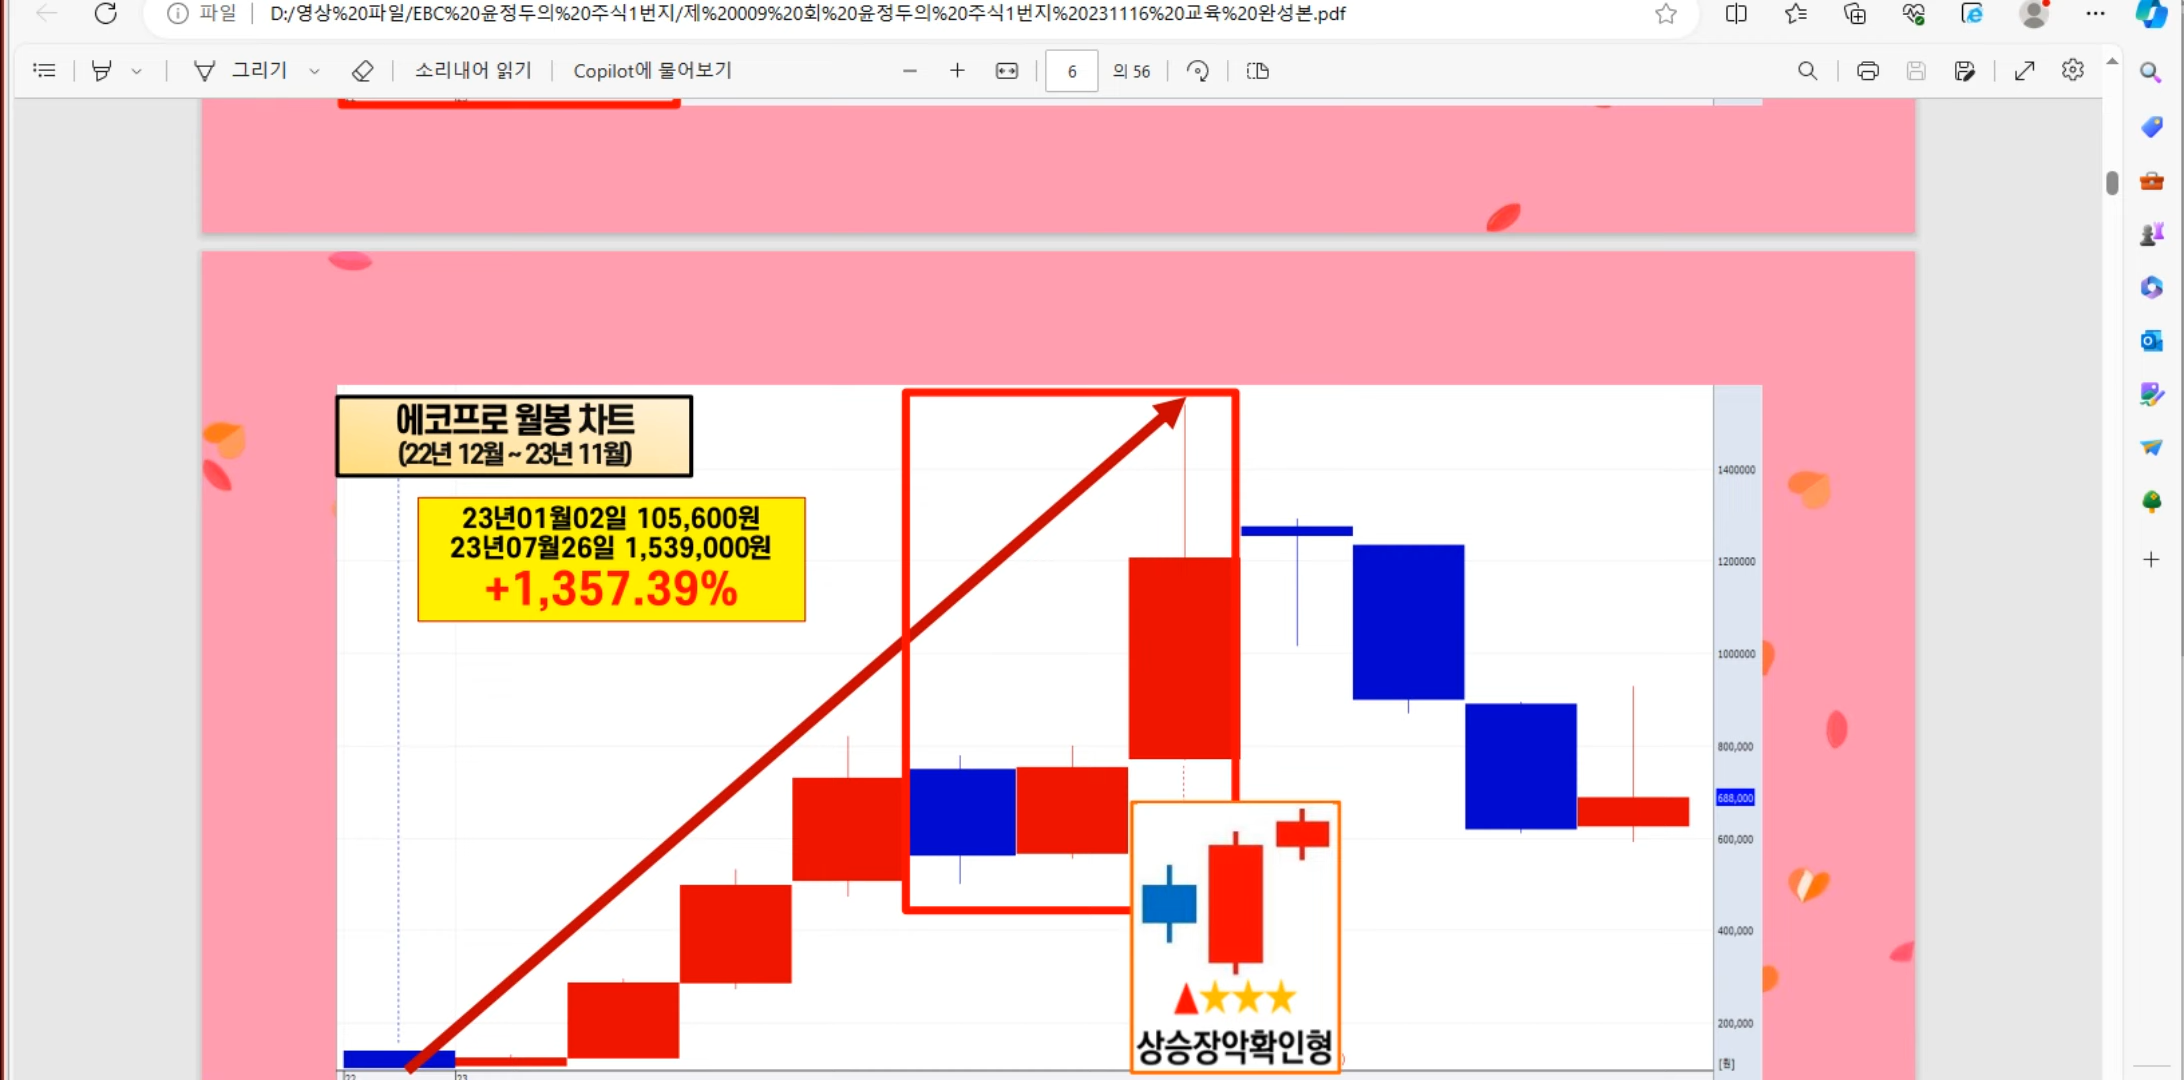 파일
D:/영상%20파일/EBC%20윤정두의%20주식1번지/제%20009%20회%20윤정두의%20주식1번지%20231116%20교육%20완성본.pdf
그리기
소리내어 읽기
Copilot에 물어보기
6
의 56
에코프로 월봉 차트
(22년 12월 ~ 23년 11월)
23년01월02일 105,600원
23년07월26일 1,539,000원
+1,357.39%
1400000
1200000
1000000
800,000
688,000
600,000
400,000
200,000
[원]
상승장악확인형
22
23